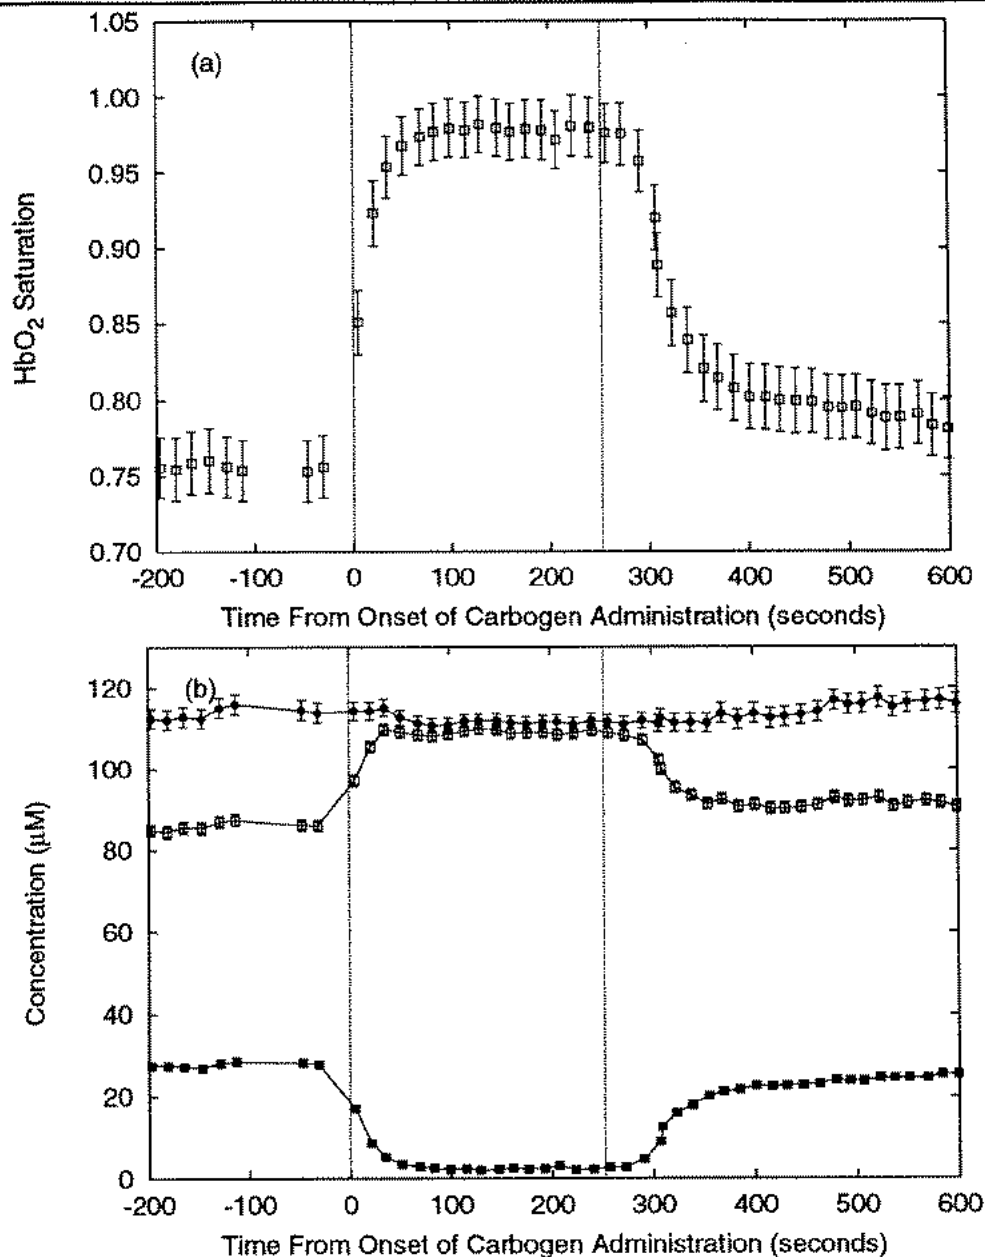 1.05
(a)
1.00
0.95
0.90
0.85
0.80
0.75
0.70
HbO2 Saturation
-200 -100 0 100 200 300 400 500 600
Time From Onset of Carbogen Administration (seconds)
(b)
120
100
80
60
40
20
0
Concentration (μM)
-200 -100 0 100 200 300 400 500 600
Time From Onset of Carbogen Administration (seconds)